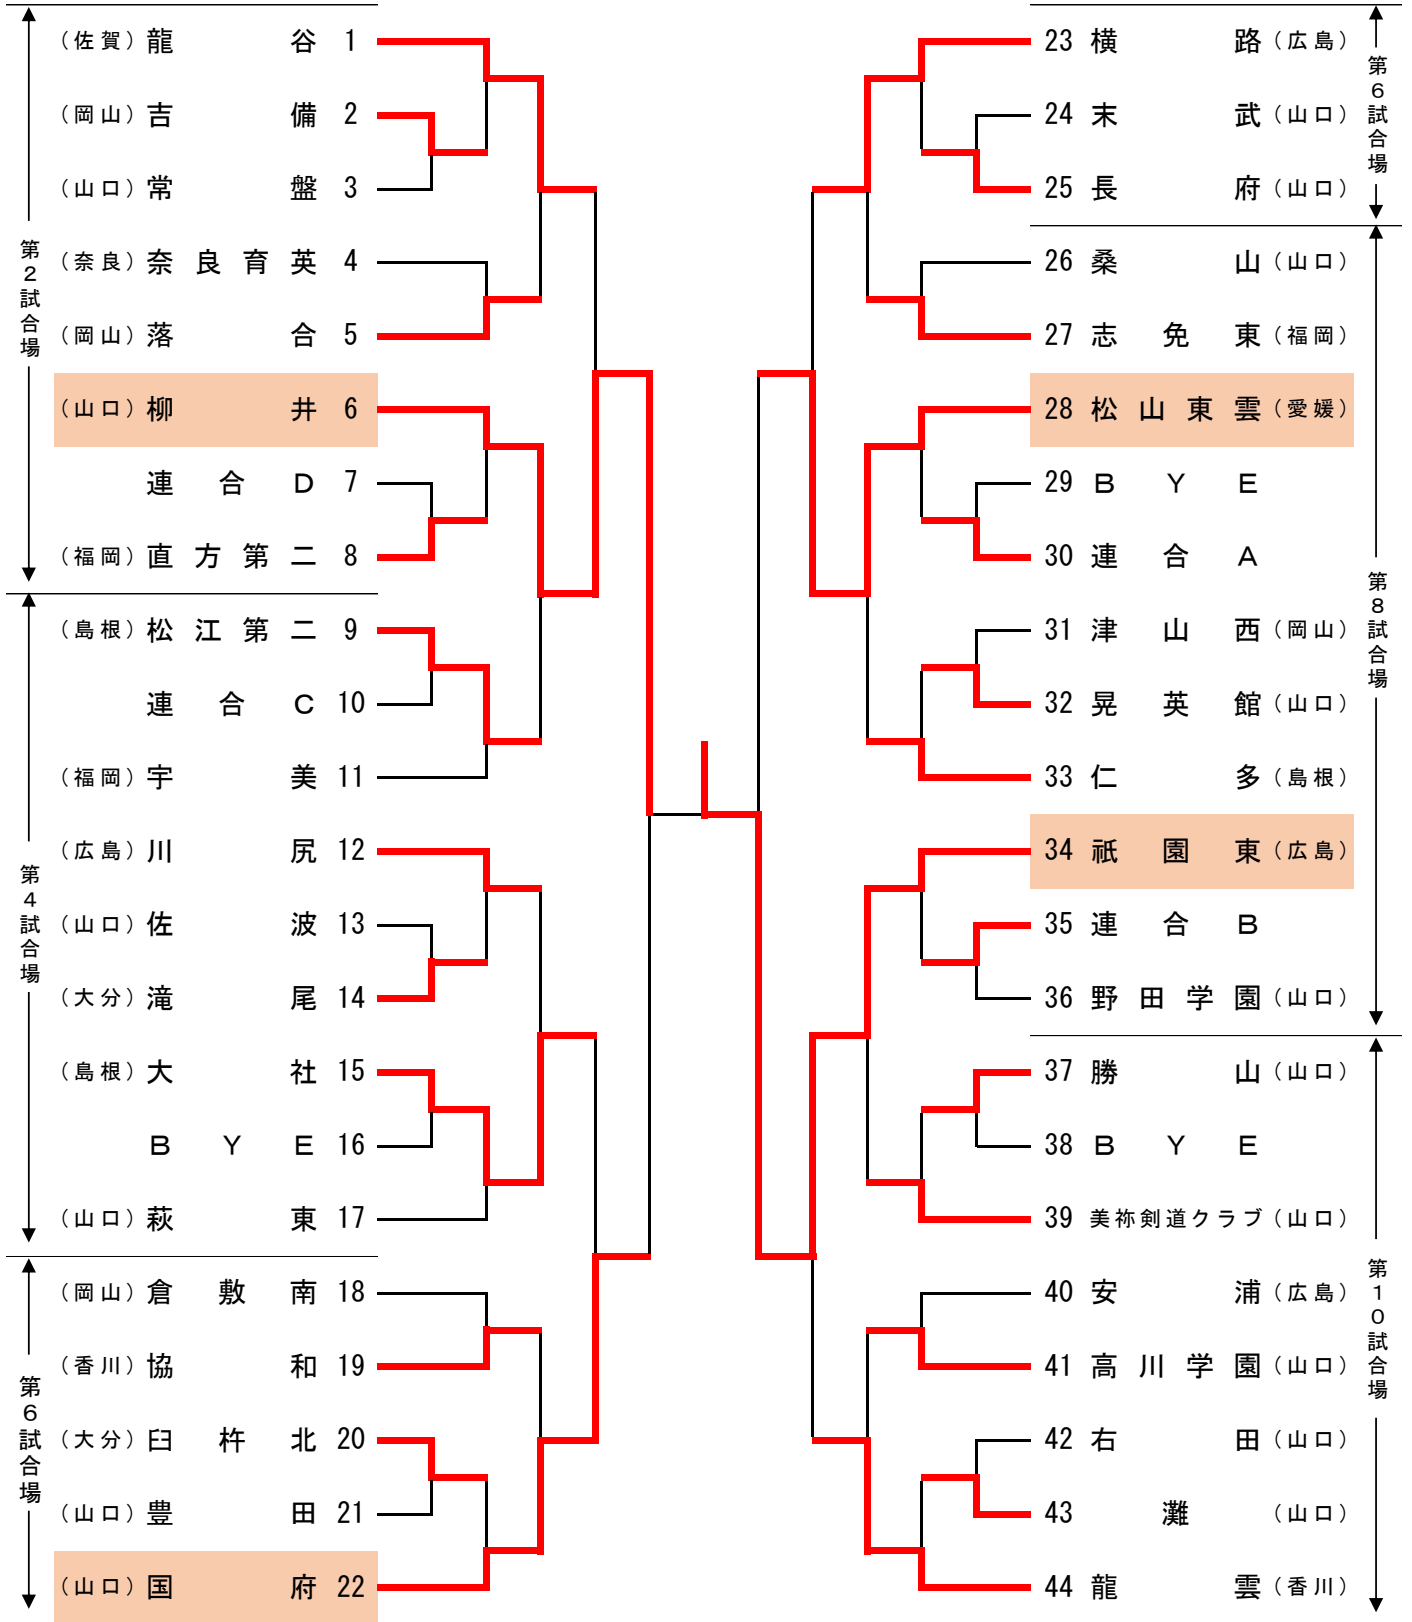 第2試合場
(佐賀) 龍谷 1
(岡山) 吉備 2
(山口) 常盤 3
(奈良) 奈良育英 4
(岡山) 落合 5
(山口) 柳井 6
連合D 7
(福岡) 直方第二 8
第4試合場
(島根) 松江第二 9
連合C 10
(福岡) 宇美 11
(広島) 川尻 12
(山口) 佐波 13
(大分) 滝尾 14
(島根) 大社 15
BYE 16
(山口) 萩東 17
第6試合場
(岡山) 倉敷南 18
(香川) 協和 19
(大分) 臼杵北 20
(山口) 豊田 21
(山口) 国府 22
第6試合場
23 横路 (広島)
24 末武 (山口)
25 長府 (山口)
第8試合場
26 桑山 (山口)
27 志免東 (福岡)
28 松山東雲 (愛媛)
29 BYE
30 連合A
31 津山西 (岡山)
32 晃英館 (山口)
33 仁多 (島根)
34 祇園東 (広島)
35 連合B
36 野田学園 (山口)
第10試合場
37 勝山 (山口)
38 BYE
39 美祢剣道クラブ (山口)
40 安浦 (広島)
41 高川学園 (山口)
42 右田 (山口)
43 灘 (山口)
44 龍雲 (香川)